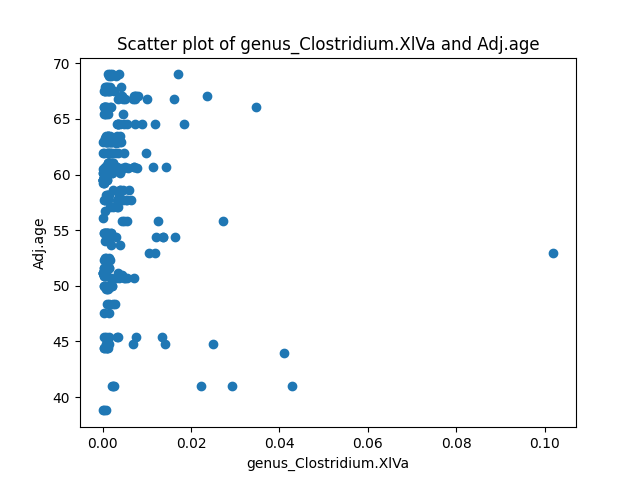 Scatter plot of genus_Clostridium.XlVa and Adj.age
70
65
60
55
50
45
40
Adj.age
0.00 0.02 0.04 0.06 0.08 0.10
genus_Clostridium.XlVa